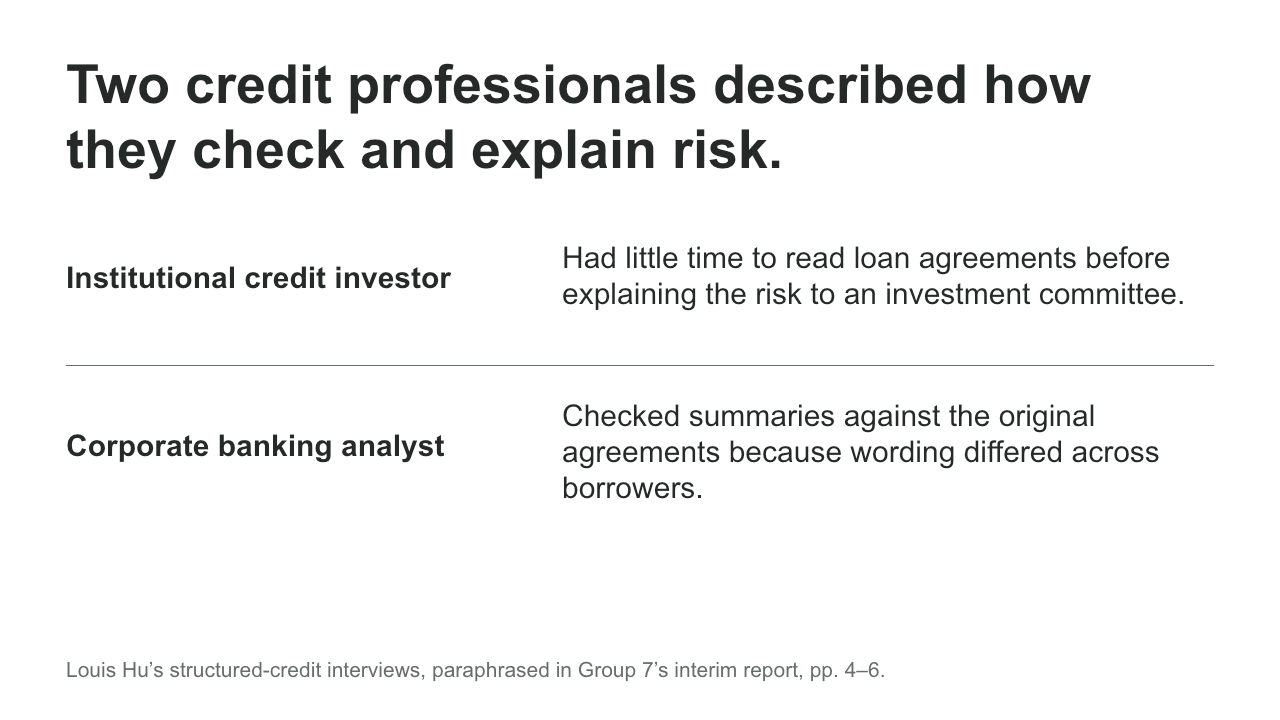 Two credit professionals described how
they check and explain risk.
Institutional credit investor
Had little time to read loan agreements before
explaining the risk to an investment committee.
Corporate banking analyst
Checked summaries against the original
agreements because wording differed across
borrowers.
Louis Hu’s structured-credit interviews, paraphrased in Group 7’s interim report, pp. 4–6.